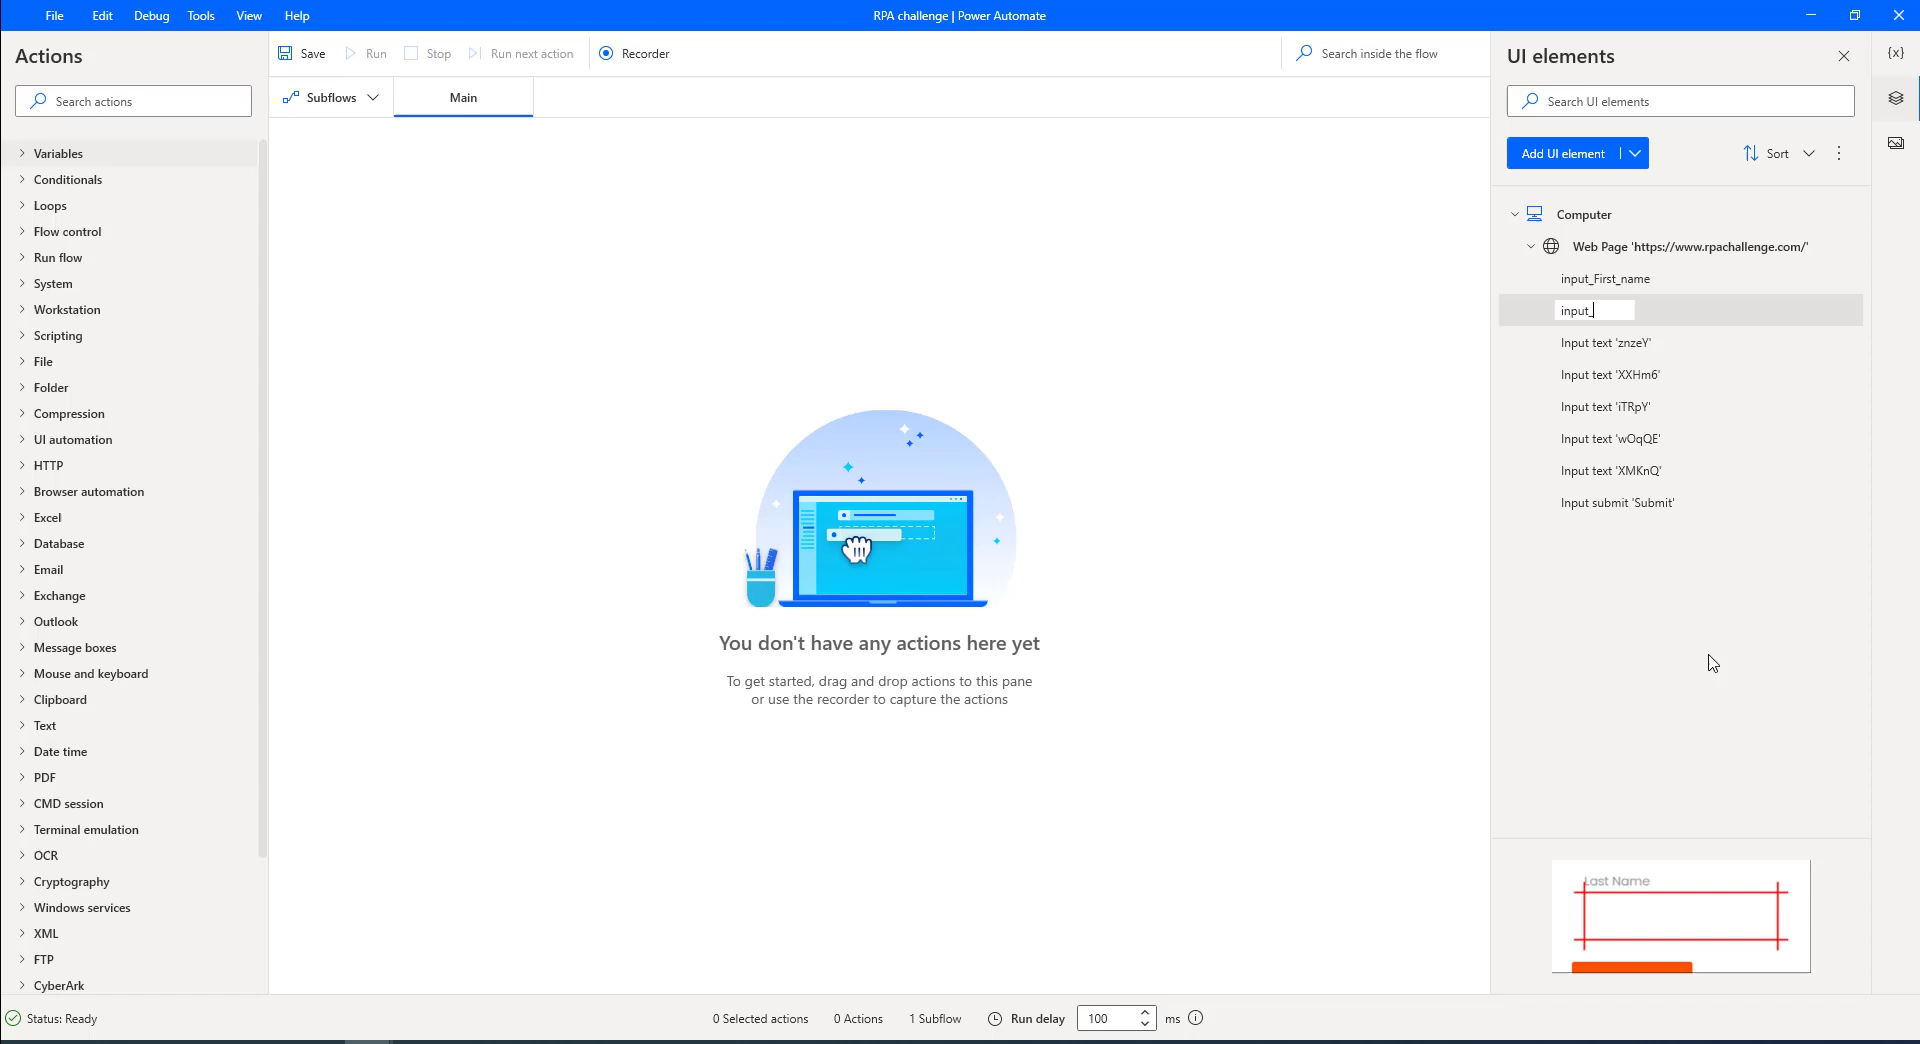 File Edit Debug Tools View Help
RPA challenge | Power Automate
Actions
Search actions
Variables
Conditionals
Loops
Flow control
Run flow
System
Workstation
Scripting
File
Folder
Compression
UI automation
HTTP
Browser automation
Excel
Database
Email
Exchange
Outlook
Message boxes
Mouse and keyboard
Clipboard
Text
Date time
PDF
CMD session
Terminal emulation
OCR
Cryptography
Windows services
XML
FTP
CyberArk
Save Run Stop Run next action Recorder
Search inside the flow
Subflows Main
You don't have any actions here yet
To get started, drag and drop actions to this pane
or use the recorder to capture the actions
UI elements
Search UI elements
Add UI element Sort
Computer
Web Page 'https://www.rpachallenge.com/'
input_First_name
input_
Input text 'znzeY'
Input text 'XXHm6'
Input text 'iTRpY'
Input text 'wOqQE'
Input text 'XMKnQ'
Input submit 'Submit'
{x}
Last Name
Status: Ready
0 Selected actions 0 Actions 1 Subflow Run delay 100 ms